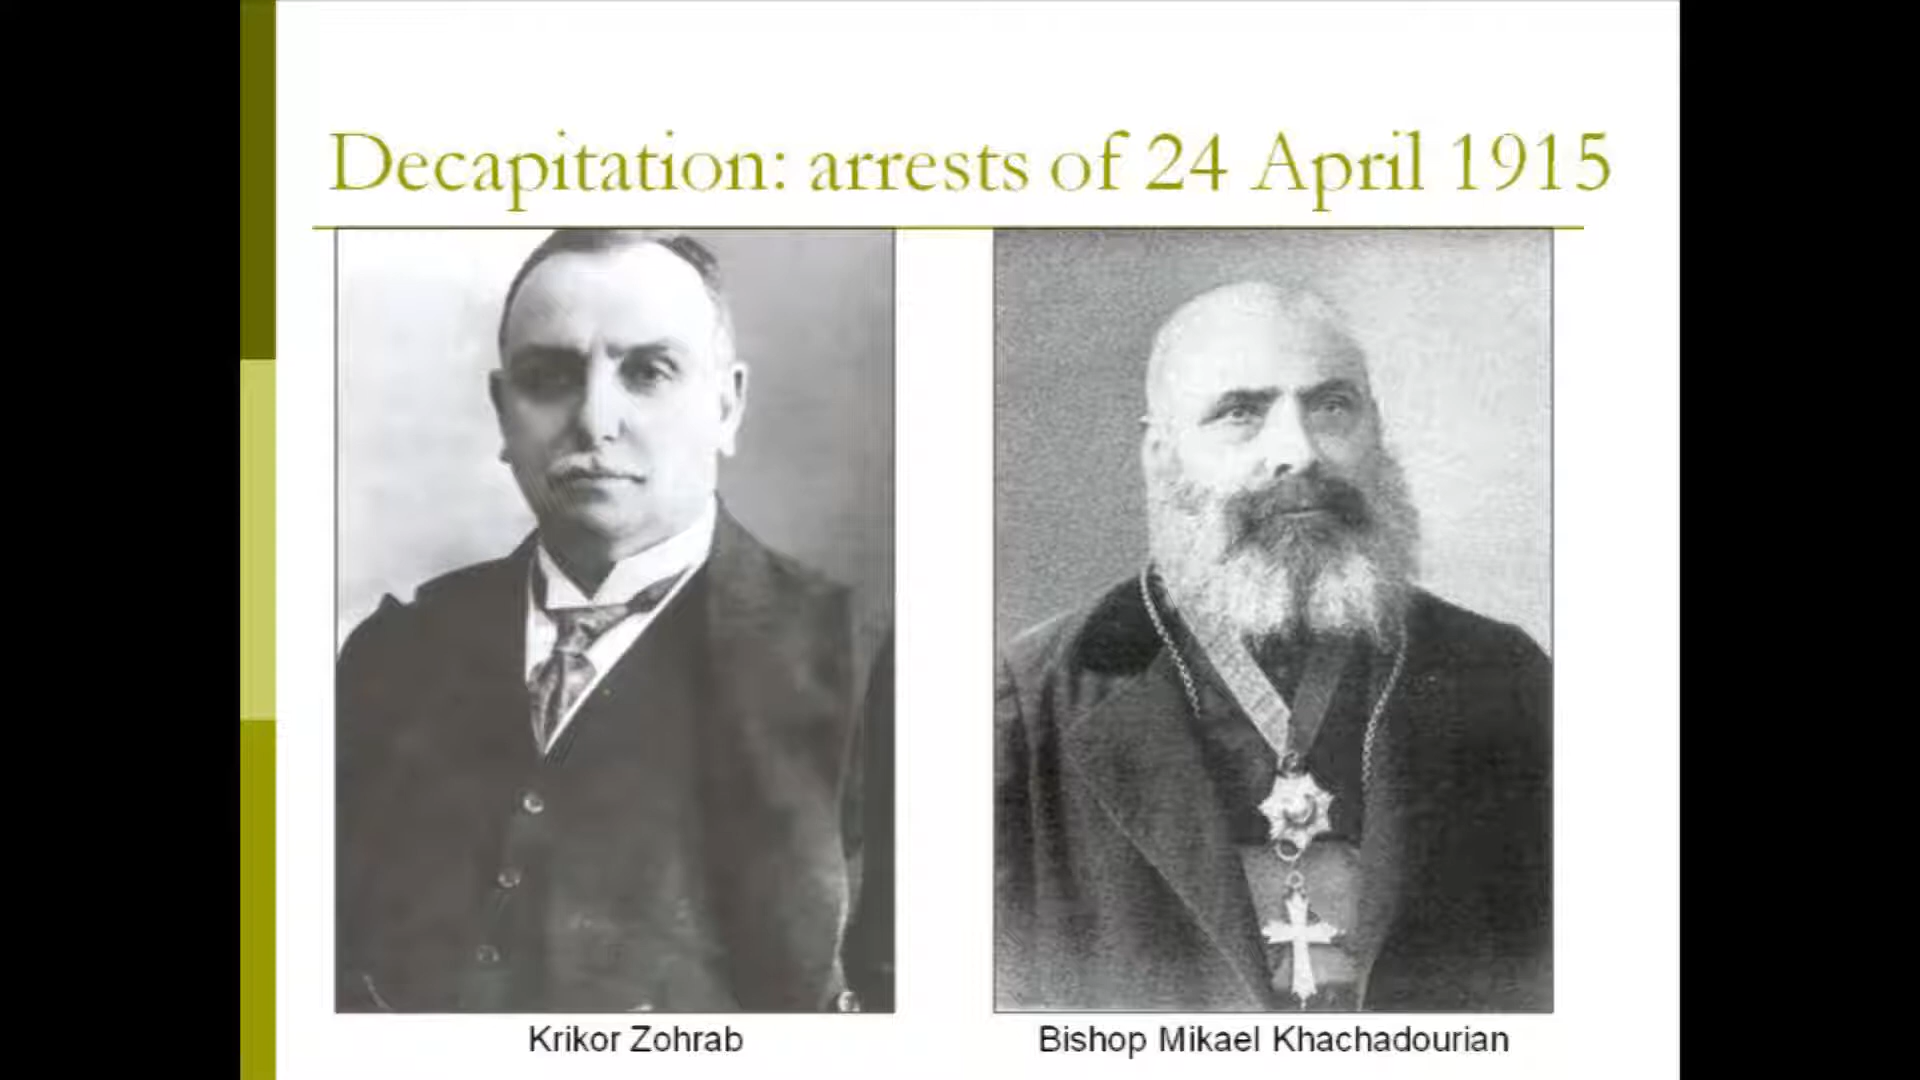 Decapitation: arrests of 24 April 1915
Krikor Zohrab
Bishop Mikael Khachadourian